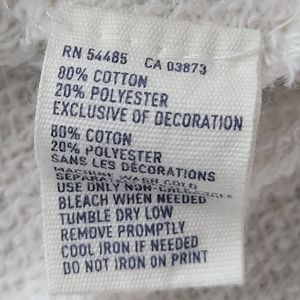 RN 54485 CA 03873
80% COTTON
20% POLYESTER
EXCLUSIVE OF DECORATION
80% COTON
20% POLYESTER
SANS LES DÉCORATIONS
MACHINE WASH COLD
SEPARATELY
USE ONLY NON-CHLORINE
BLEACH WHEN NEEDED
TUMBLE DRY LOW
REMOVE PROMPTLY
COOL IRON IF NEEDED
DO NOT IRON ON PRINT